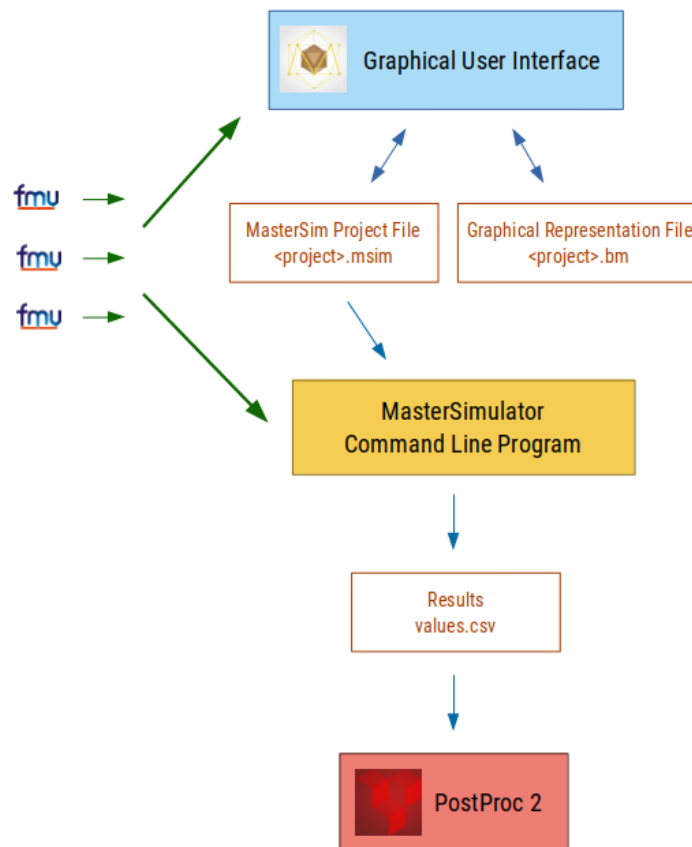 Graphical User Interface
fmu
fmu
fmu
MasterSim Project File
<project>.msim
Graphical Representation File
<project>.bm
MasterSimulator
Command Line Program
Results
values.csv
PostProc 2